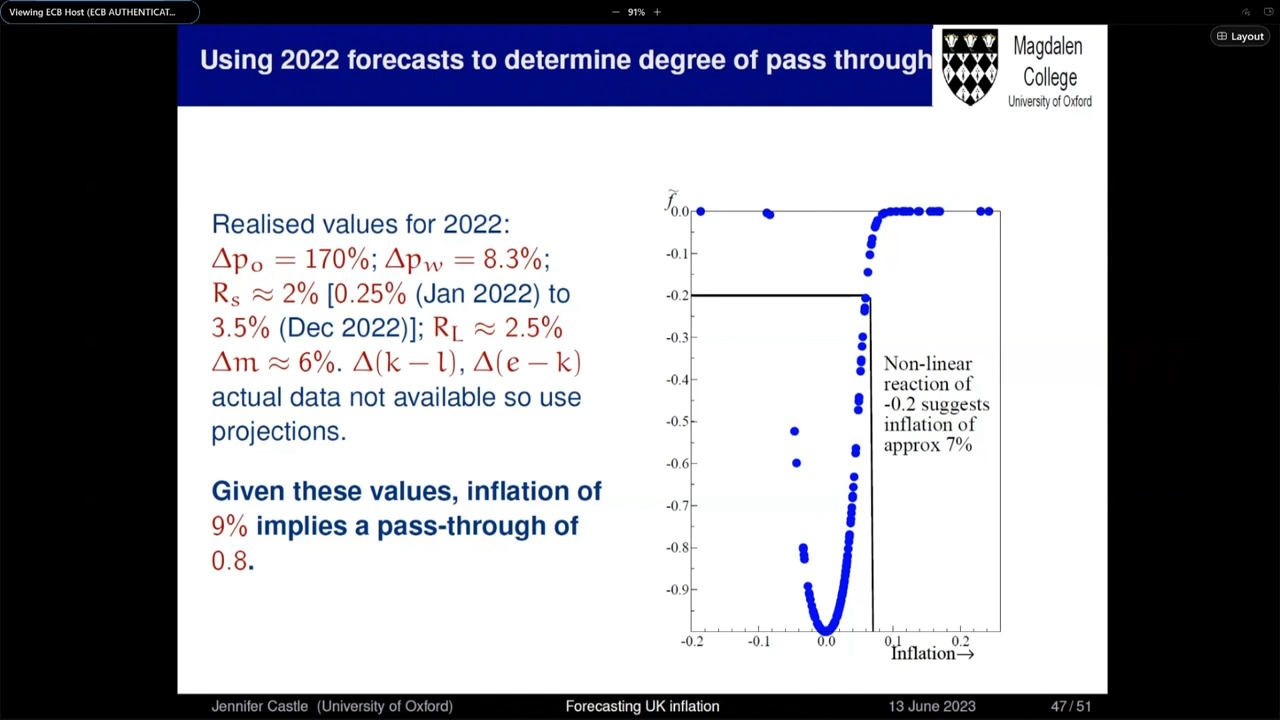 Viewing ECB Host (ECB AUTHENTICAT...
− 91% +
Layout
Using 2022 forecasts to determine degree of pass through
Magdalen
College
University of Oxford
Realised values for 2022:
Δpₒ = 170%; Δp_w = 8.3%;
Rₛ ≈ 2% [0.25% (Jan 2022) to
3.5% (Dec 2022)]; R_L ≈ 2.5%
Δm ≈ 6%. Δ(k − l), Δ(e − k)
actual data not available so use
projections.
Given these values, inflation of
9% implies a pass-through of
0.8.
f̃
0.0
-0.1
-0.2
-0.3
-0.4
-0.5
-0.6
-0.7
-0.8
-0.9
Non-linear
reaction of
-0.2 suggests
inflation of
approx 7%
-0.2 -0.1 0.0 0.1 0.2
Inflation→
Jennifer Castle (University of Oxford) Forecasting UK inflation 13 June 2023 47 / 51